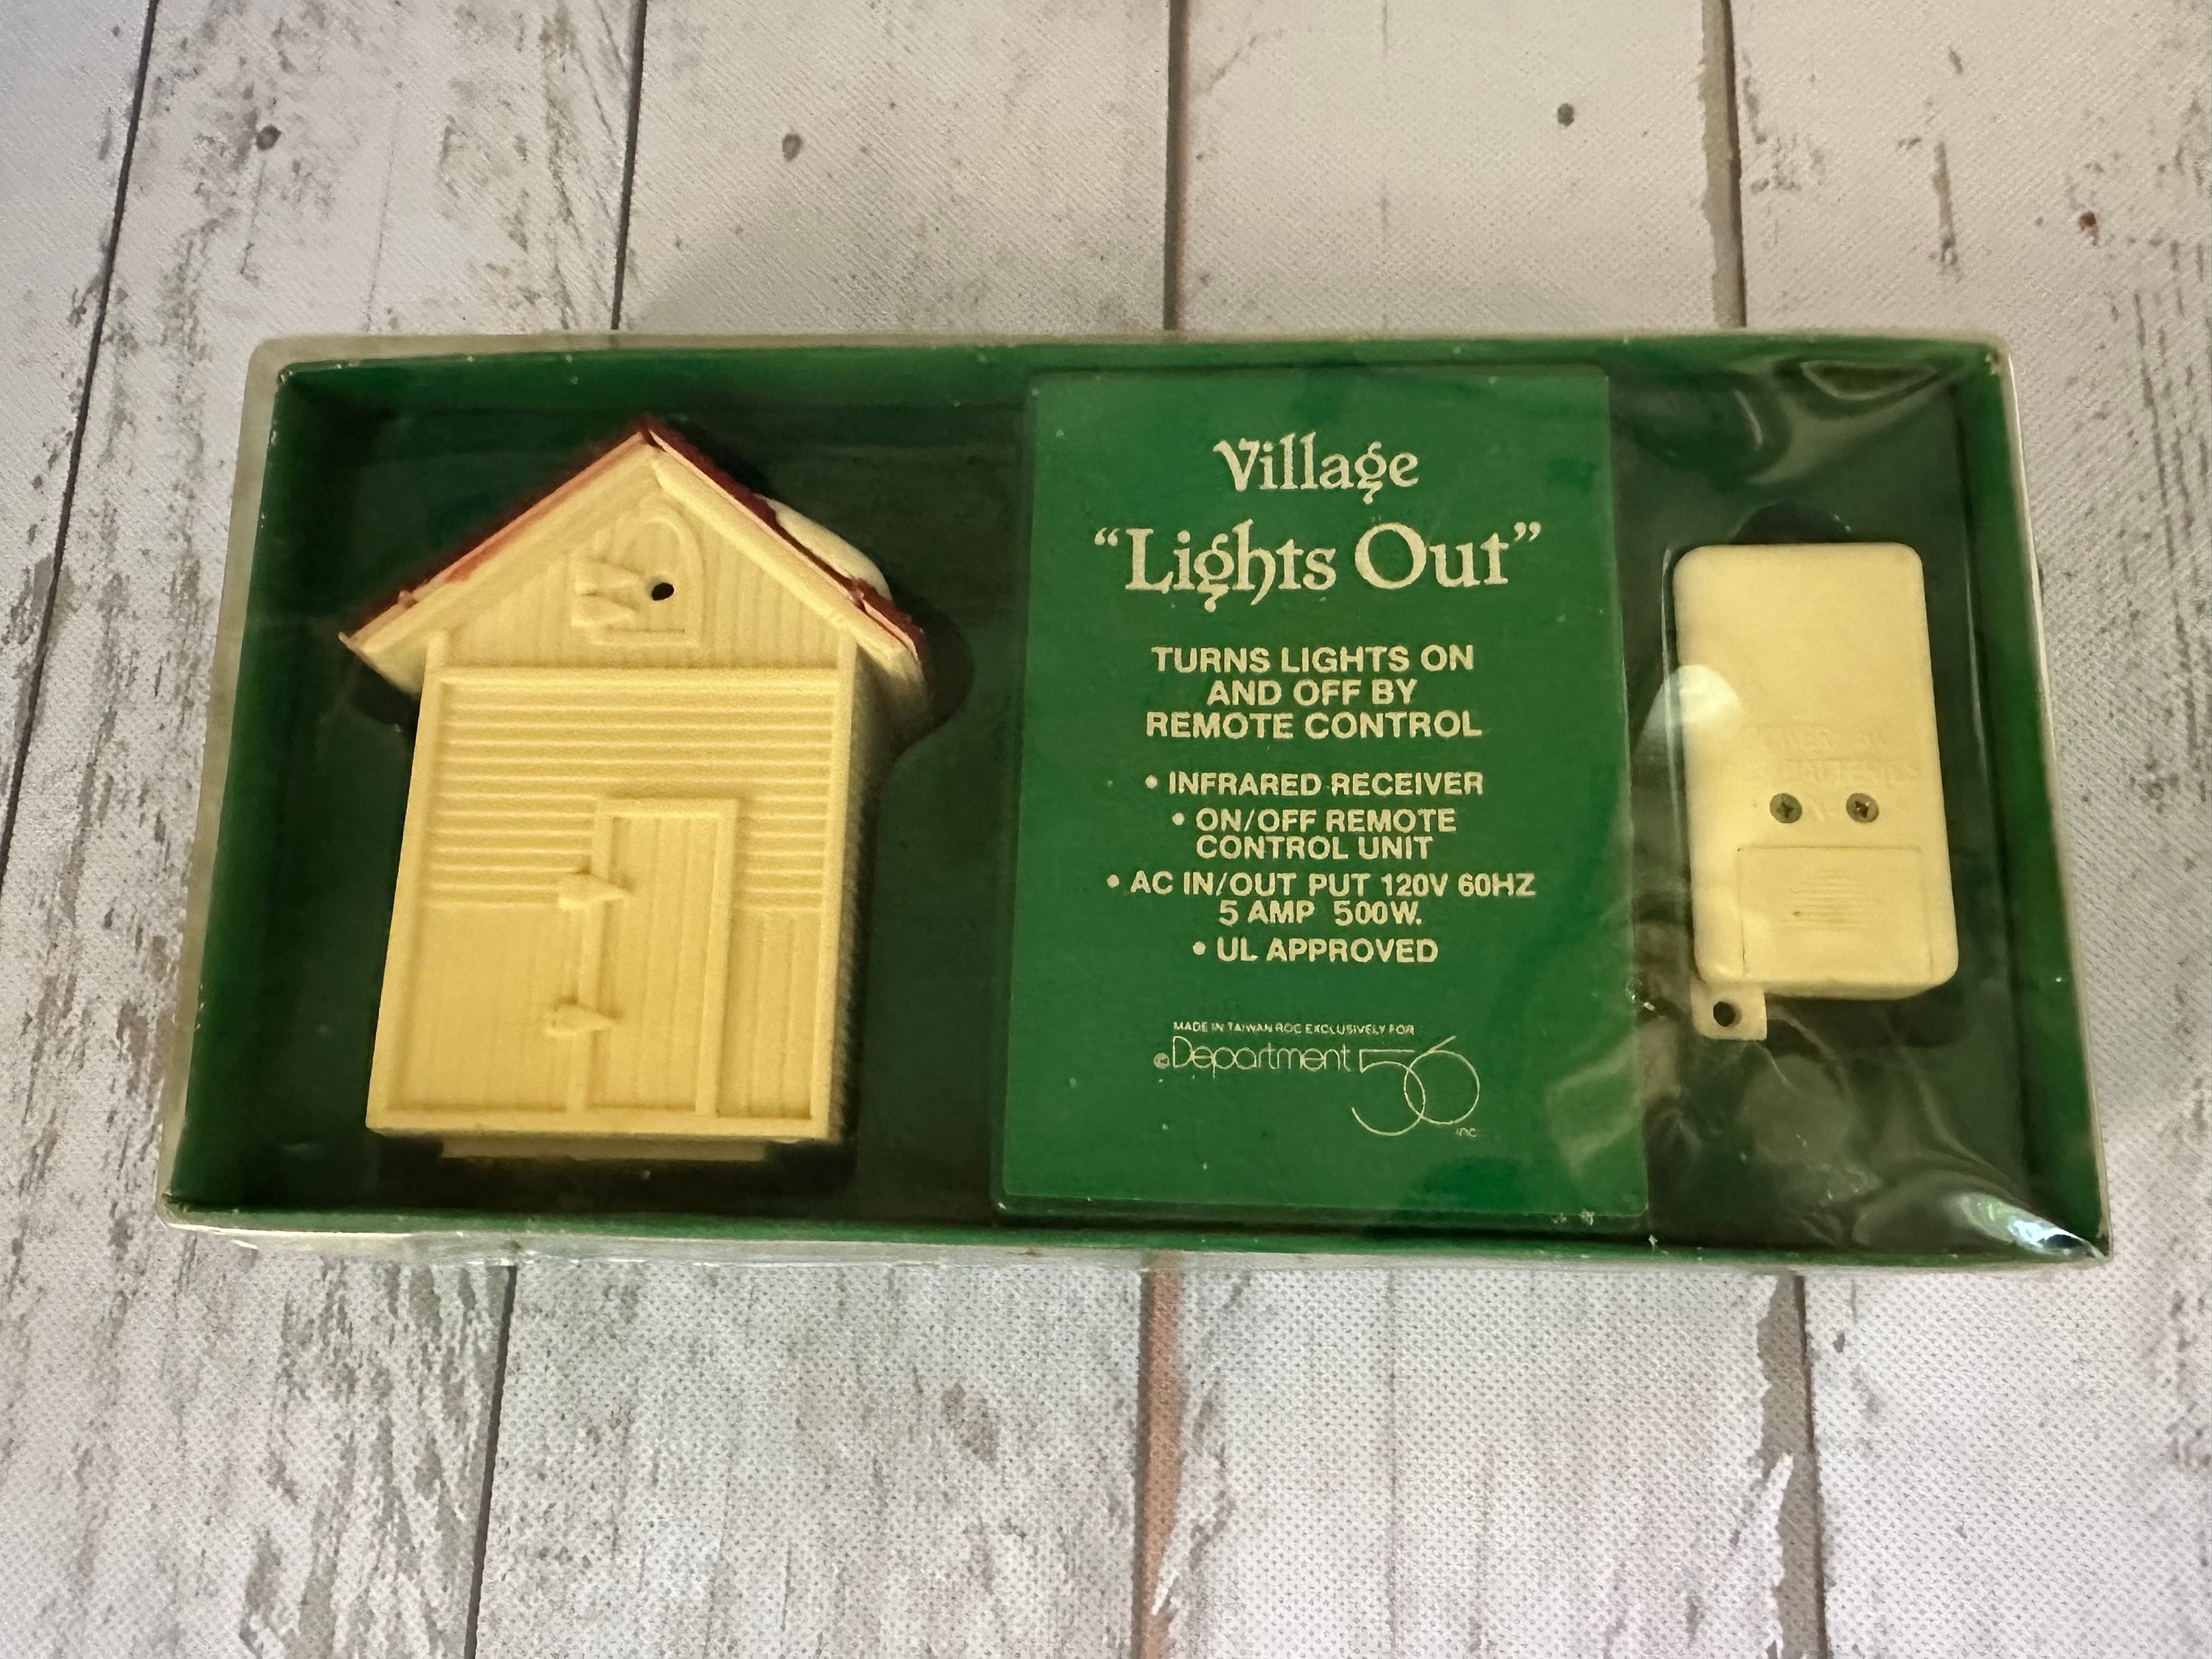 Village
“Lights Out”
TURNS LIGHTS ON
AND OFF BY
REMOTE CONTROL
• INFRARED RECEIVER
• ON/OFF REMOTE
CONTROL UNIT
• AC IN/OUT PUT 120V 60HZ
5 AMP 500W.
• UL APPROVED
MADE IN TAIWAN ROC EXCLUSIVELY FOR
©Department 56
INC.